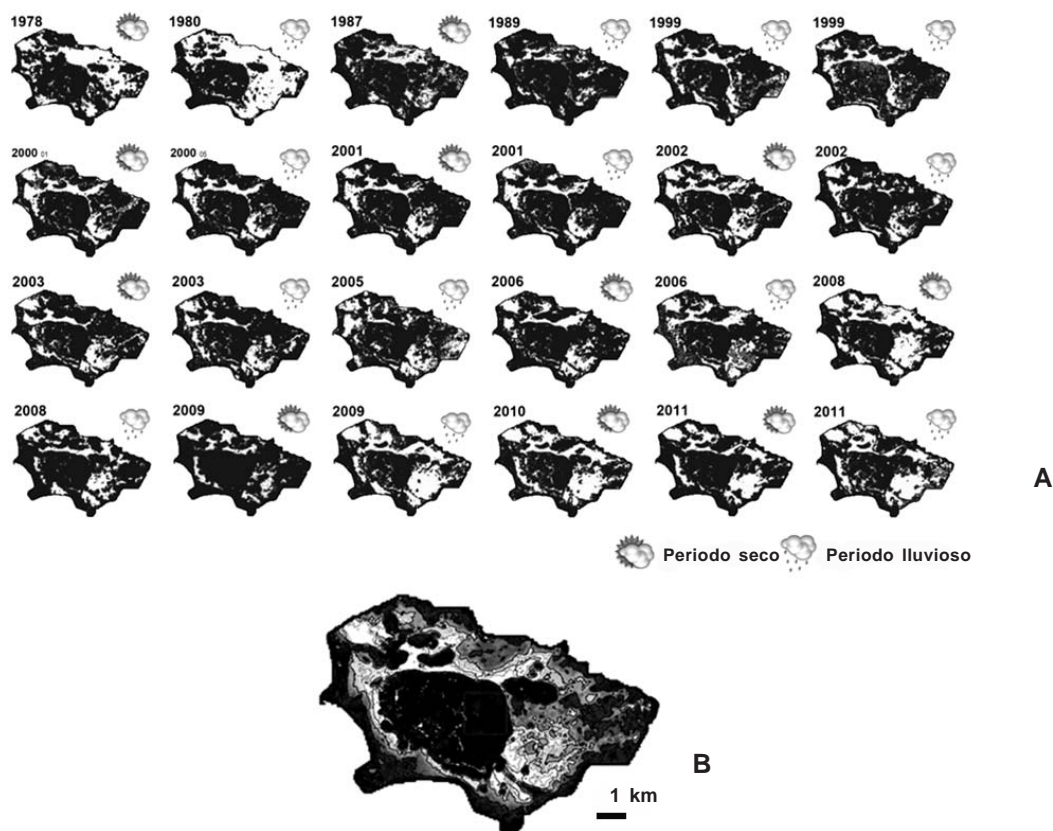 1978 1980 1987 1989 1999 1999
2000 01 2000 05 2001 2001 2002 2002
2003 2003 2005 2006 2006 2008
2008 2009 2009 2010 2011 2011
A
Periodo seco Periodo lluvioso
B
1 km